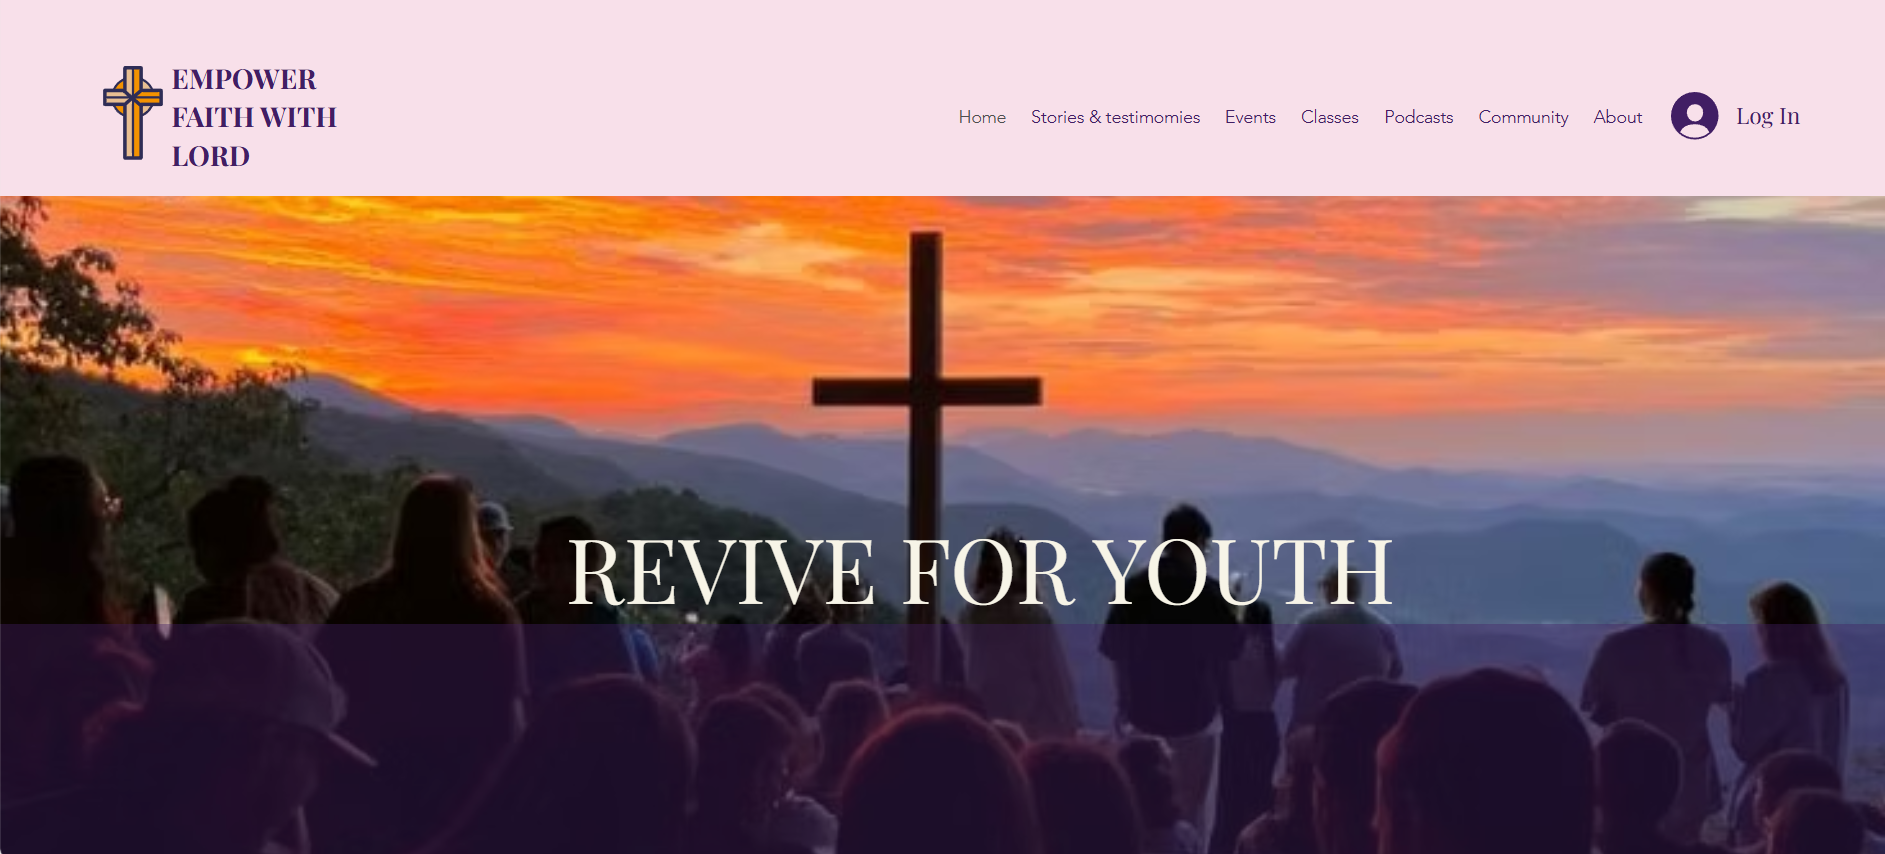 EMPOWER
FAITH WITH
LORD
Home Stories & testimomies Events Classes Podcasts Community About Log In
REVIVE FOR YOUTH